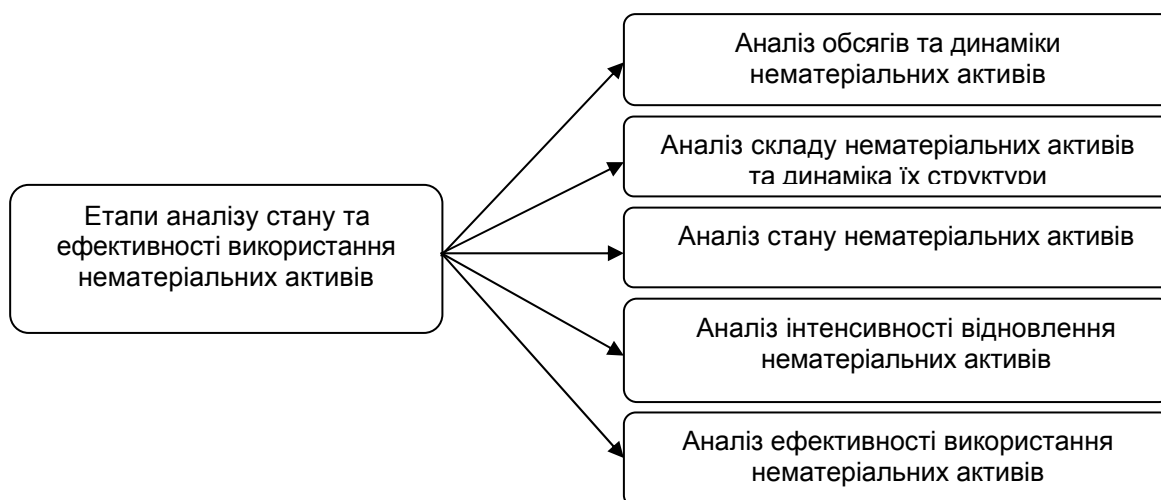 Аналіз обсягів та динаміки
нематеріальних активів
Аналіз складу нематеріальних активів
та динаміка їх структури
Етапи аналізу стану та
ефективності використання
нематеріальних активів
Аналіз стану нематеріальних активів
Аналіз інтенсивності відновлення
нематеріальних активів
Аналіз ефективності використання
нематеріальних активів